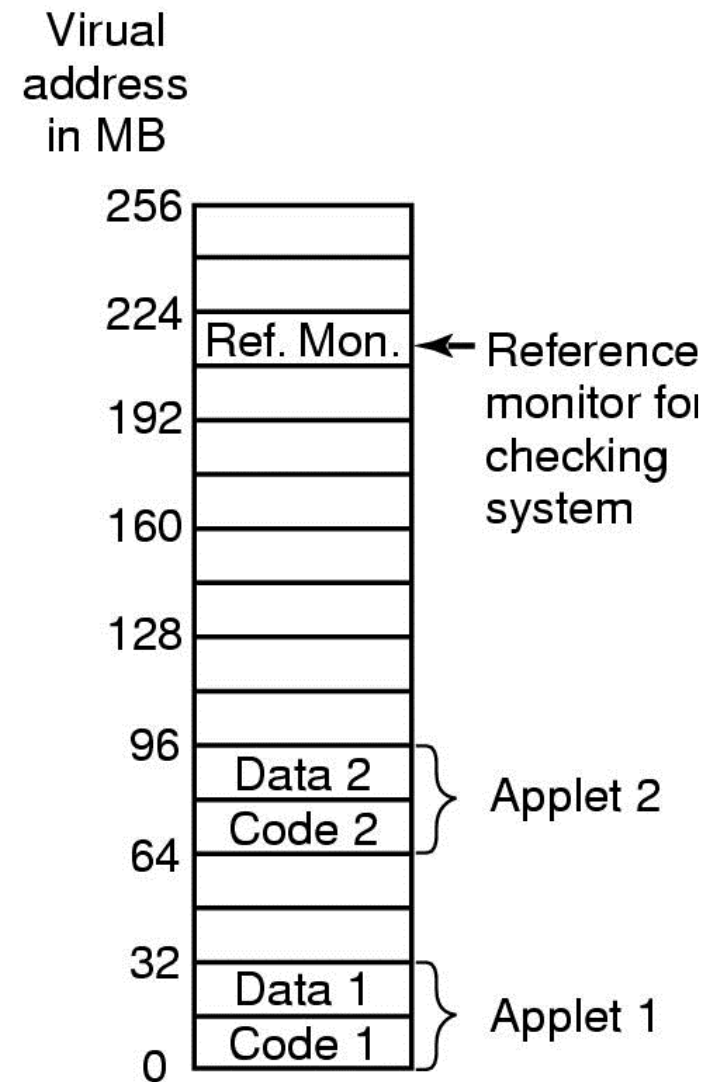 Virual
address
in MB
256
224
Ref. Mon.
Reference
monitor for
checking
system
192
160
128
96
Data 2
Code 2
Applet 2
64
32
Data 1
Code 1
Applet 1
0